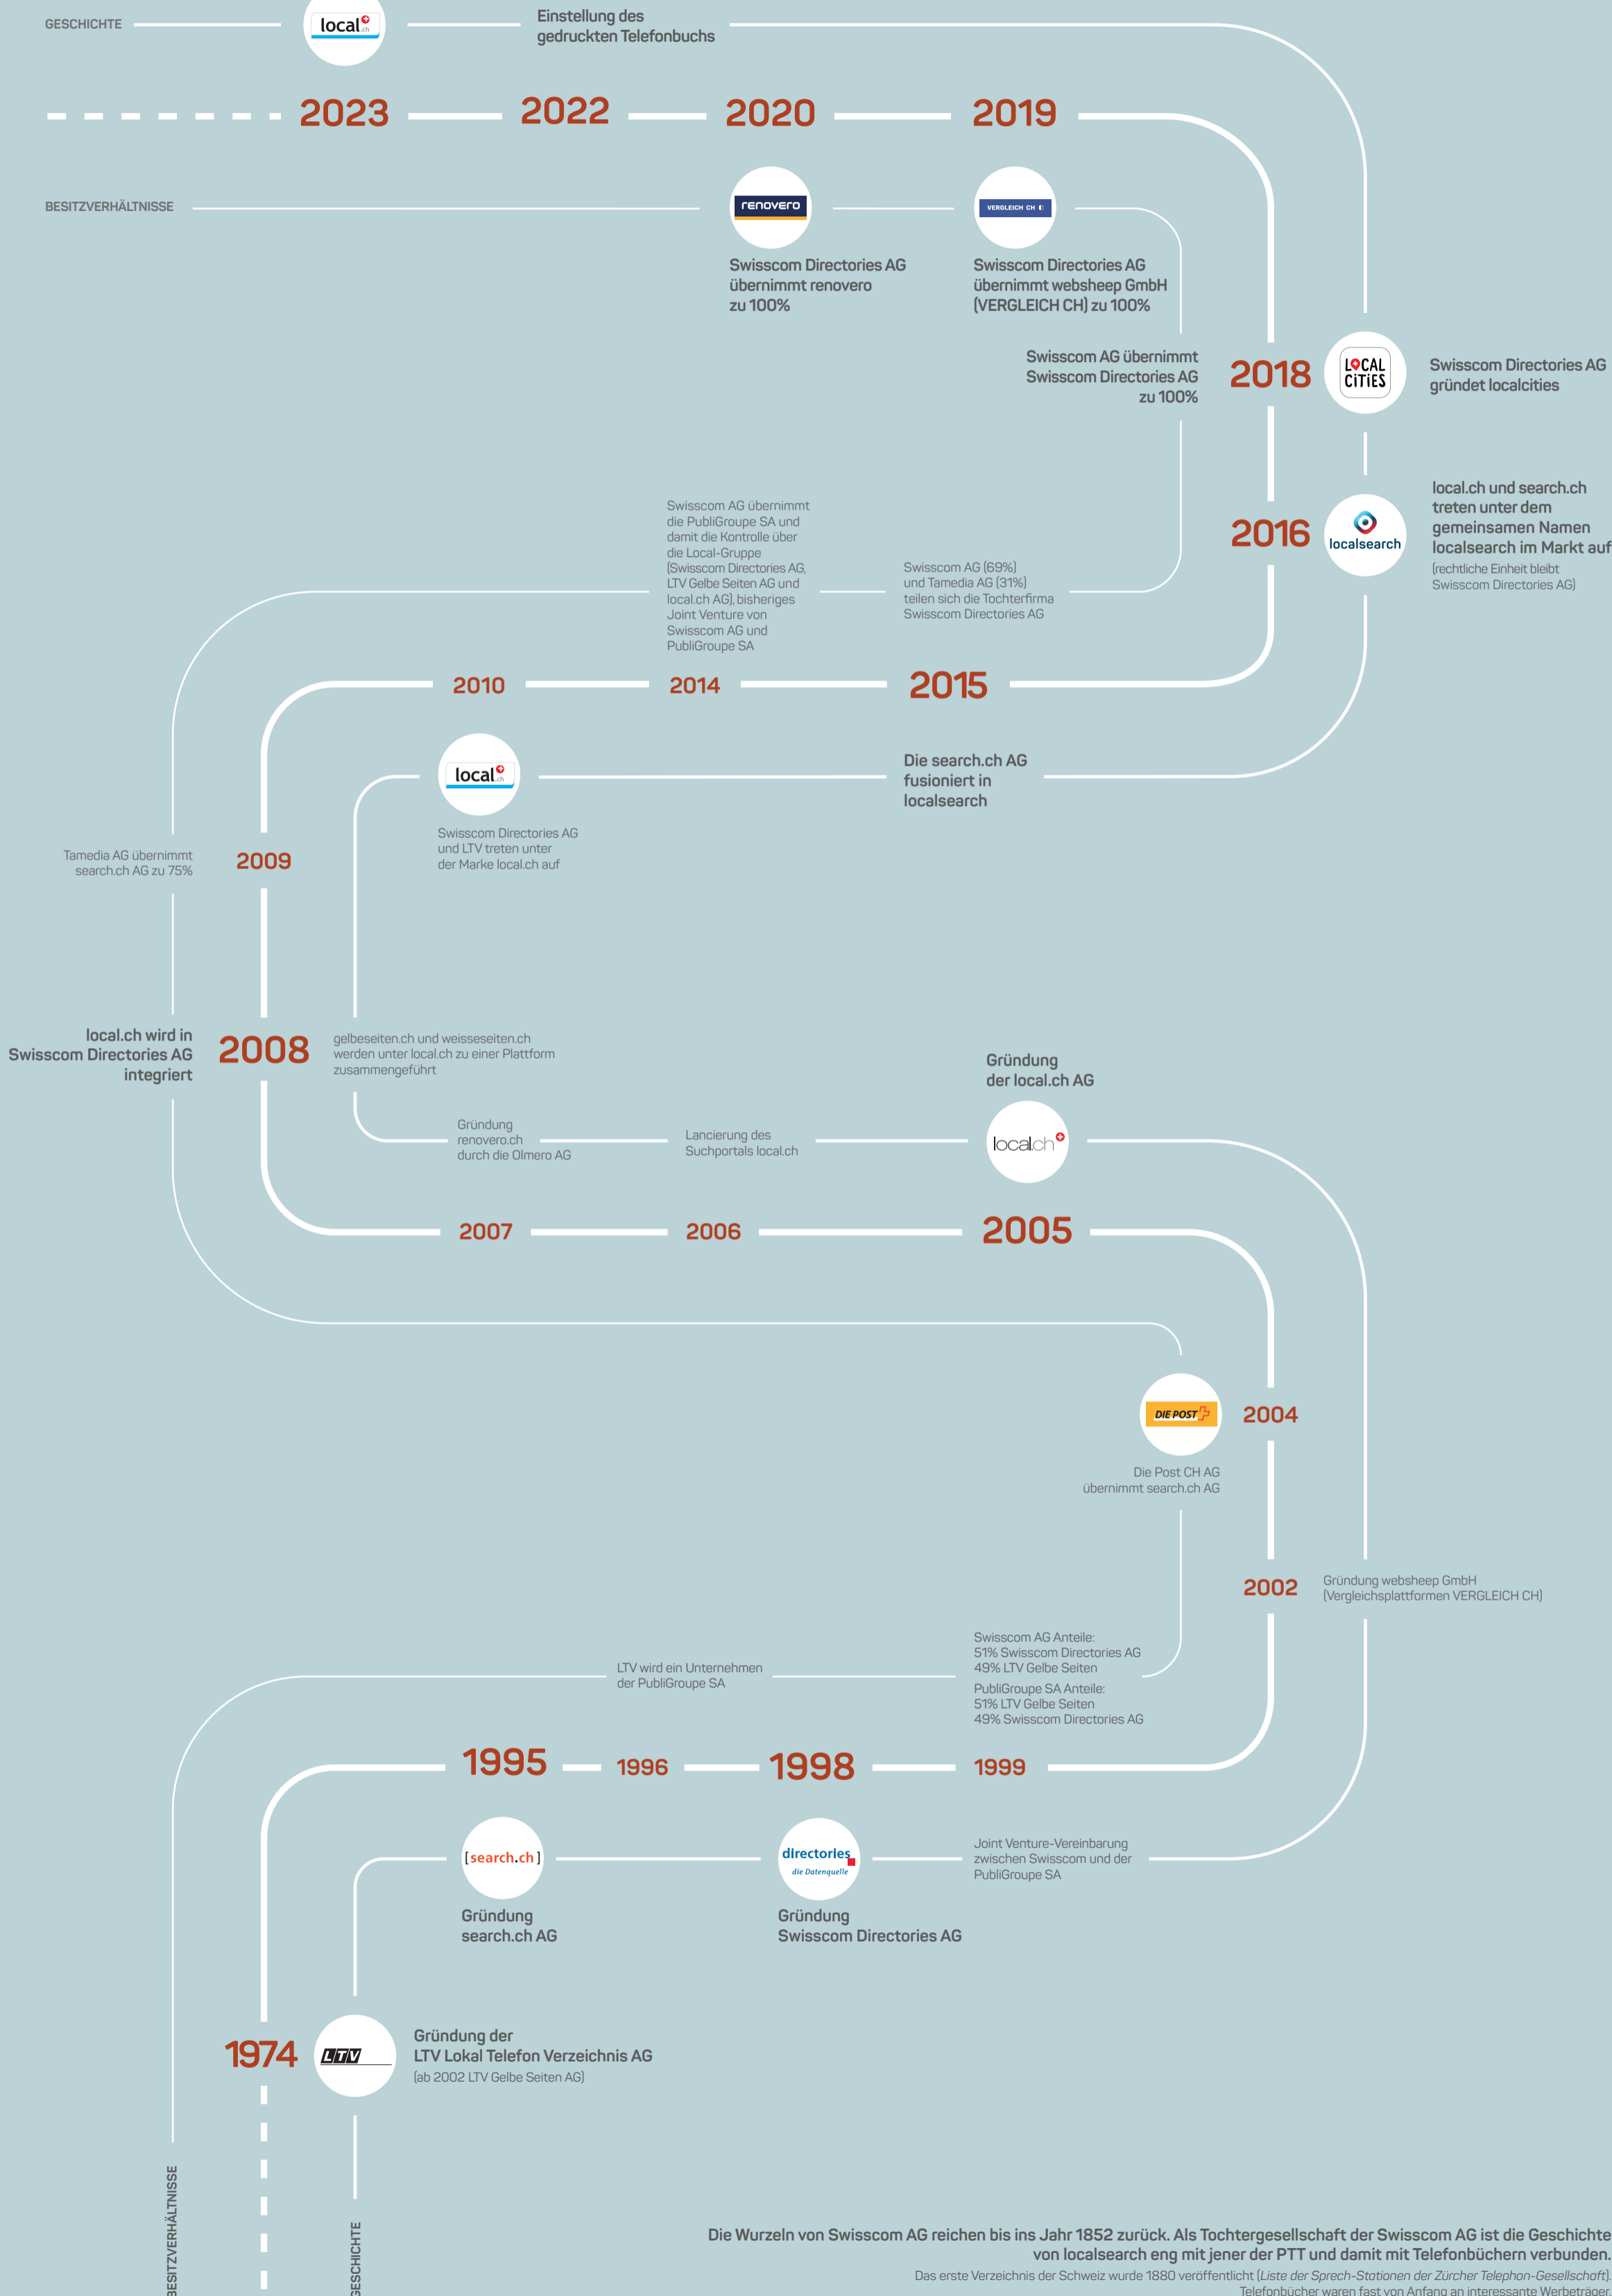 GESCHICHTE
local.ch
Einstellung des
gedruckten Telefonbuchs
2023
2022
2020
2019
BESITZVERHÄLTNISSE
renovero
VERGLEICH CH
Swisscom Directories AG
übernimmt renovero
zu 100%
Swisscom Directories AG
übernimmt websheep GmbH
(VERGLEICH CH) zu 100%
Swisscom AG übernimmt
Swisscom Directories AG
zu 100%
2018
LOCAL
CiTiES
Swisscom Directories AG
gründet localcities
2016
localsearch
local.ch und search.ch
treten unter dem
gemeinsamen Namen
localsearch im Markt auf
(rechtliche Einheit bleibt
Swisscom Directories AG)
Swisscom AG übernimmt
die PubliGroupe SA und
damit die Kontrolle über
die Local-Gruppe
(Swisscom Directories AG,
LTV Gelbe Seiten AG und
local.ch AG), bisheriges
Joint Venture von
Swisscom AG und
PubliGroupe SA
Swisscom AG (69%)
und Tamedia AG (31%)
teilen sich die Tochterfirma
Swisscom Directories AG
2010
2014
2015
local.ch
Swisscom Directories AG
und LTV treten unter
der Marke local.ch auf
Die search.ch AG
fusioniert in
localsearch
Tamedia AG übernimmt
search.ch AG zu 75%
2009
local.ch wird in
Swisscom Directories AG
integriert
2008
gelbeseiten.ch und weisseseiten.ch
werden unter local.ch zu einer Plattform
zusammengeführt
Gründung
renovero.ch
durch die Olmero AG
Lancierung des
Suchportals local.ch
Gründung
der local.ch AG
local.ch
2007
2006
2005
DIE POST
2004
Die Post CH AG
übernimmt search.ch AG
2002
Gründung websheep GmbH
(Vergleichsplattformen VERGLEICH CH)
LTV wird ein Unternehmen
der PubliGroupe SA
Swisscom AG Anteile:
51% Swisscom Directories AG
49% LTV Gelbe Seiten
PubliGroupe SA Anteile:
51% LTV Gelbe Seiten
49% Swisscom Directories AG
1995
1996
1998
1999
[search.ch]
Gründung
search.ch AG
directories
die Datenquelle
Gründung
Swisscom Directories AG
Joint Venture-Vereinbarung
zwischen Swisscom und der
PubliGroupe SA
1974
LTV
Gründung der
LTV Lokal Telefon Verzeichnis AG
(ab 2002 LTV Gelbe Seiten AG)
BESITZVERHÄLTNISSE
GESCHICHTE
Die Wurzeln von Swisscom AG reichen bis ins Jahr 1852 zurück. Als Tochtergesellschaft der Swisscom AG ist die Geschichte
von localsearch eng mit jener der PTT und damit mit Telefonbüchern verbunden.
Das erste Verzeichnis der Schweiz wurde 1880 veröffentlicht (Liste der Sprech-Stationen der Zürcher Telephon-Gesellschaft).
Telefonbücher waren fast von Anfang an interessante Werbeträger.